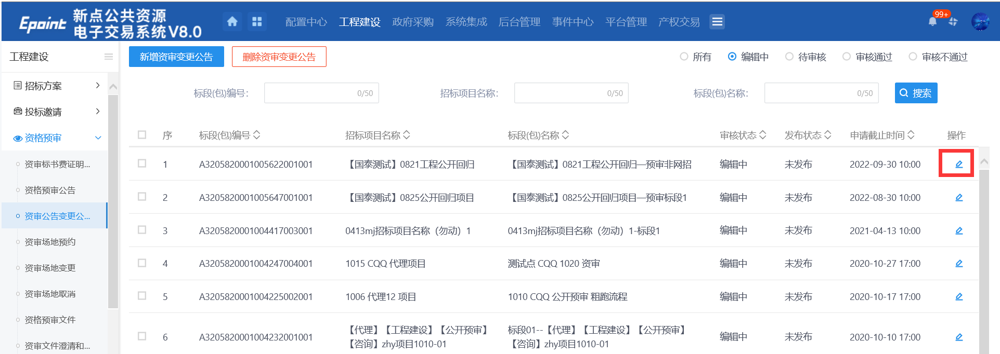 Epoint 新点公共资源
电子交易系统V8.0
配置中心 工程建设 政府采购 系统集成 后台管理 事件中心 平台管理 产权交易
99+
工程建设
招标方案
投标邀请
资格预审
资审标书费证明...
资格预审公告
资审公告变更公...
资审场地预约
资审场地变更
资审场地取消
资格预审文件
资审文件澄清和...
新增资审变更公告 删除资审变更公告
所有 编辑中 待审核 审核通过 审核不通过
标段(包)编号： 0/50 招标项目名称： 0/50 标段(包)名称： 0/50 搜索
序 标段(包)编号 招标项目名称 标段(包)名称 审核状态 发布状态 申请截止时间 操作
1 A3205820001005622001001 【国泰测试】0821工程公开回归 【国泰测试】0821工程公开回归—预审非网招 编辑中 未发布 2022-09-30 10:00
2 A3205820001005647001001 【国泰测试】0825公开回归项目 【国泰测试】0825公开回归项目—预审标段1 编辑中 未发布 2022-08-30 10:00
3 A3205820001004417003001 0413mj招标项目名称（勿动）1 0413mj招标项目名称（勿动）1-标段1 编辑中 未发布 2021-04-13 10:00
4 A3205820001004247004001 1015 CQQ 代理项目 测试点 CQQ 1020 资审 编辑中 未发布 2020-10-27 17:00
5 A3205820001004225002001 1006 代理12 项目 1010 CQQ 公开预审 粗跑流程 编辑中 未发布 2020-10-17 17:00
6 A3205820001004232001001 【代理】【工程建设】【公开预审】【咨询】zhy项目1010-01 标段01--【代理】【工程建设】【公开预审】【咨询】zhy项目1010-01 编辑中 未发布 2020-10-10 17:00